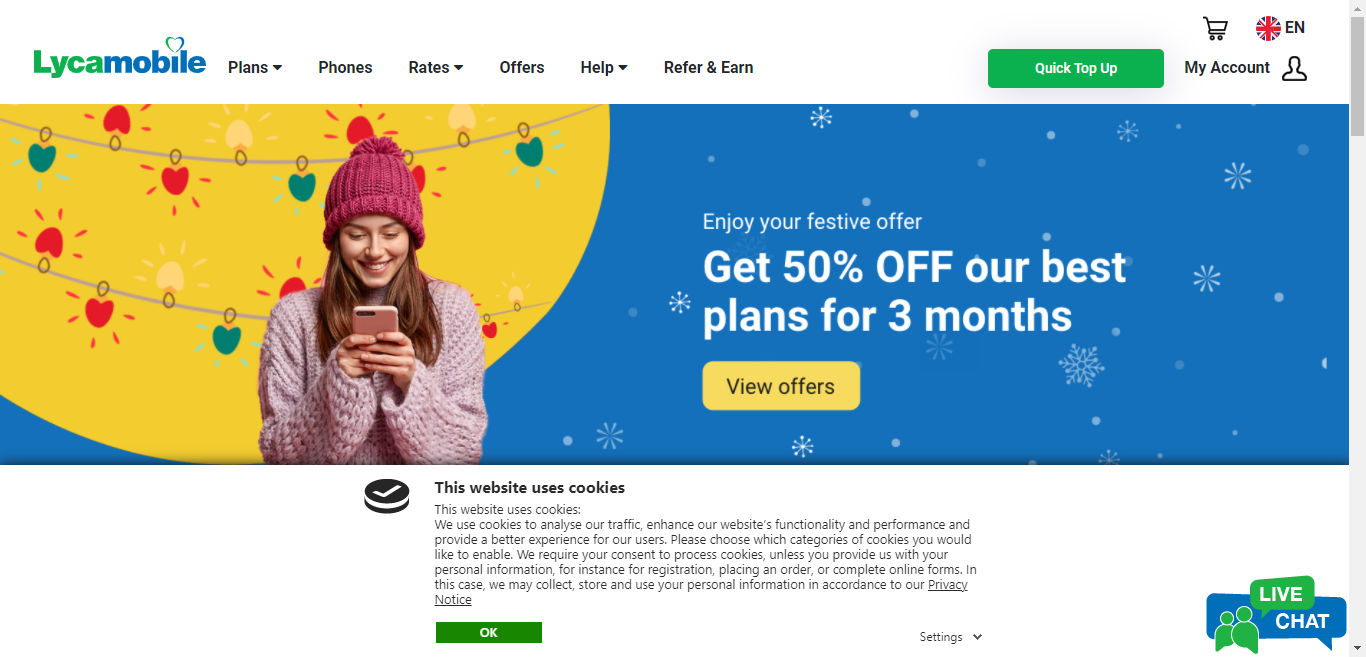 EN
Lycamobile
Plans
Phones
Rates
Offers
Help
Refer & Earn
Quick Top Up
My Account
Enjoy your festive offer
Get 50% OFF our best
plans for 3 months
View offers
This website uses cookies
This website uses cookies:
We use cookies to analyse our traffic, enhance our website's functionality and performance and
provide a better experience for our users. Please choose which categories of cookies you would
like to enable. We require your consent to process cookies, unless you provide us with your
personal information, for instance for registration, placing an order, or complete online forms. In
this case, we may collect, store and use your personal information in accordance to our Privacy
Notice
OK
Settings
LIVE
CHAT